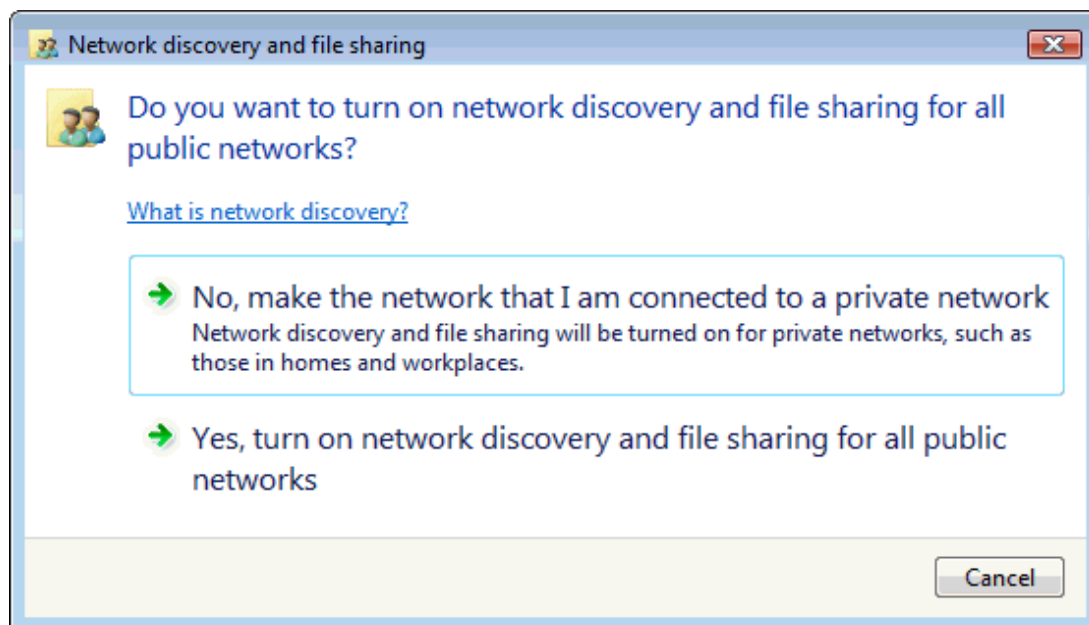 Network discovery and file sharing
Do you want to turn on network discovery and file sharing for all
public networks?
What is network discovery?
No, make the network that I am connected to a private network
Network discovery and file sharing will be turned on for private networks, such as
those in homes and workplaces.
Yes, turn on network discovery and file sharing for all public
networks
Cancel